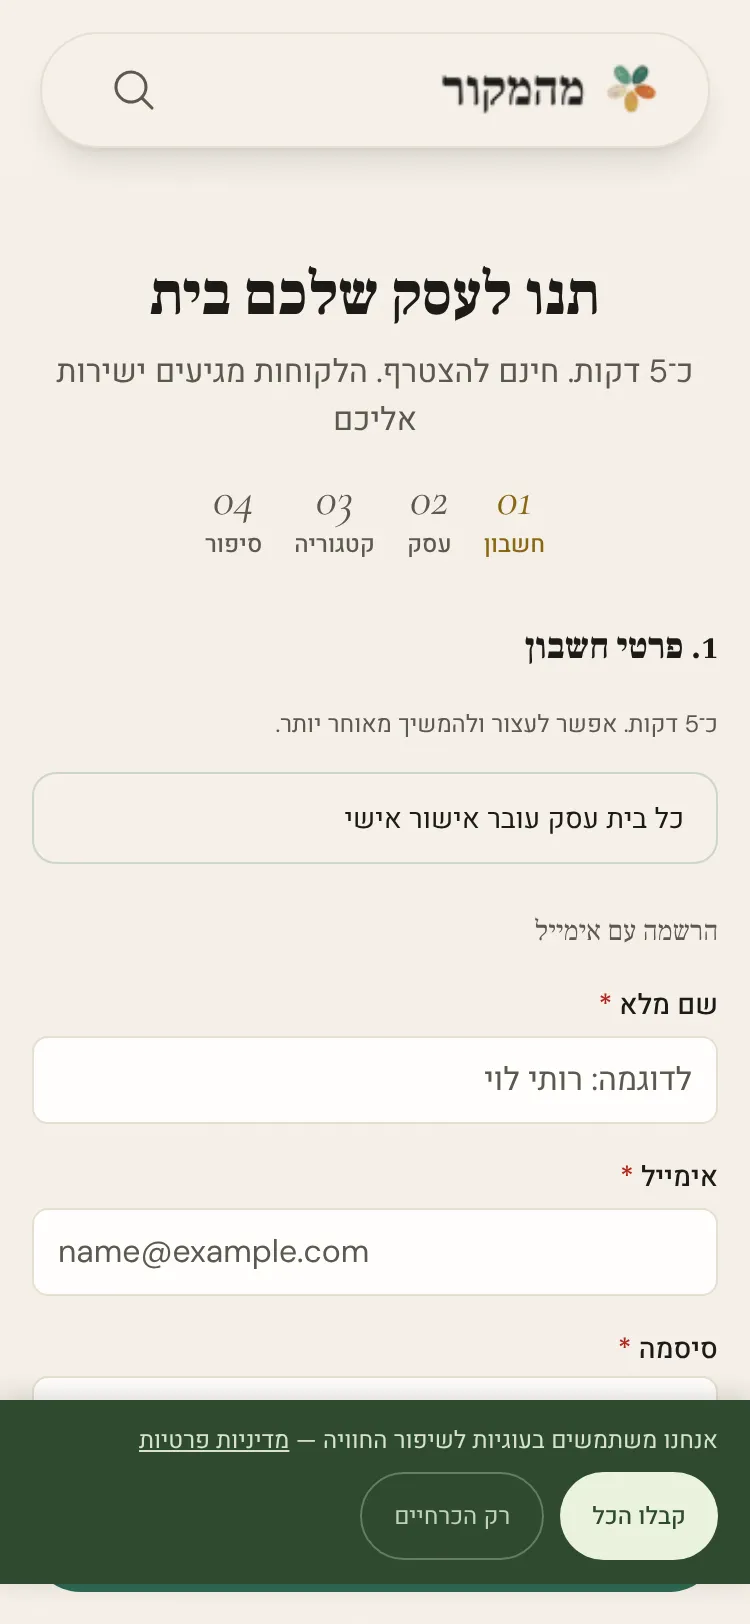 מהמקור
תנו לעסק שלכם בית
כ־5 דקות. חינם להצטרף. הלקוחות מגיעים ישירות
אליכם
01 02 03 04
חשבון עסק קטגוריה סיפור
1. פרטי חשבון
כ־5 דקות. אפשר לעצור ולהמשיך מאוחר יותר.
כל בית עסק עובר אישור אישי
הרשמה עם אימייל
שם מלא *
לדוגמה: רותי לוי
אימייל *
name@example.com
סיסמה *
אנחנו משתמשים בעוגיות לשיפור החוויה — מדיניות פרטיות
קבלו הכל רק הכרחיים